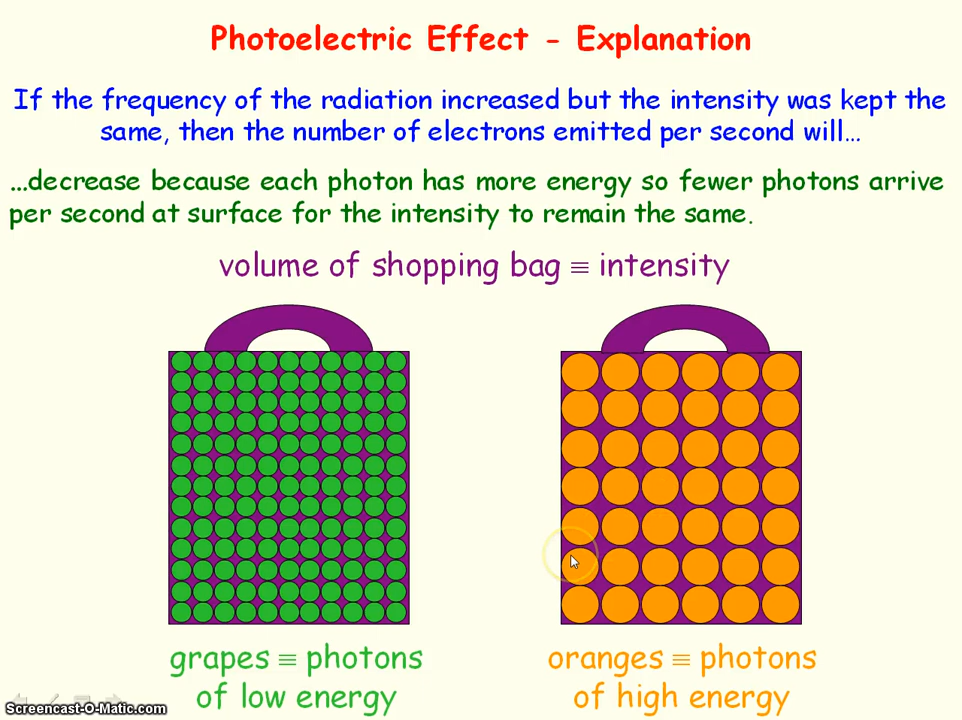 Photoelectric Effect - Explanation
If the frequency of the radiation increased but the intensity was kept the
same, then the number of electrons emitted per second will...
...decrease because each photon has more energy so fewer photons arrive
per second at surface for the intensity to remain the same.
volume of shopping bag ≡ intensity
grapes ≡ photons
of low energy
oranges ≡ photons
of high energy
Screencast-O-Matic.com